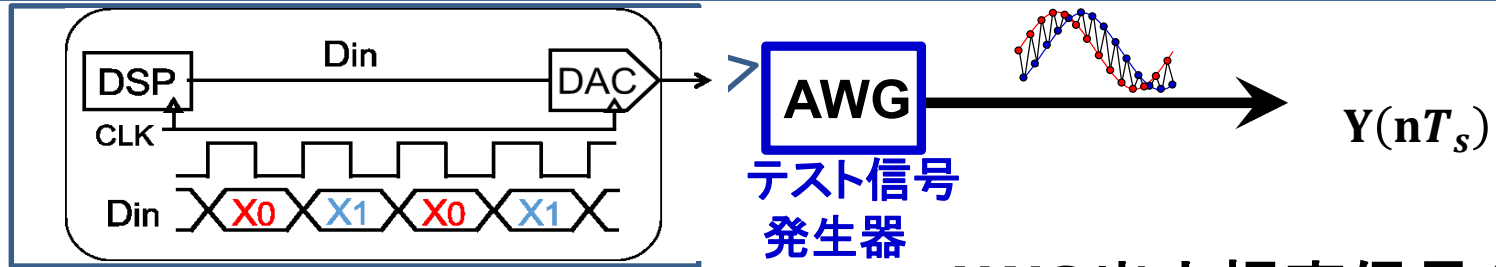 DSP
Din
DAC
CLK
Din X0 X1 X0 X1
AWG
テスト信号
発生器
Y(nTₛ)